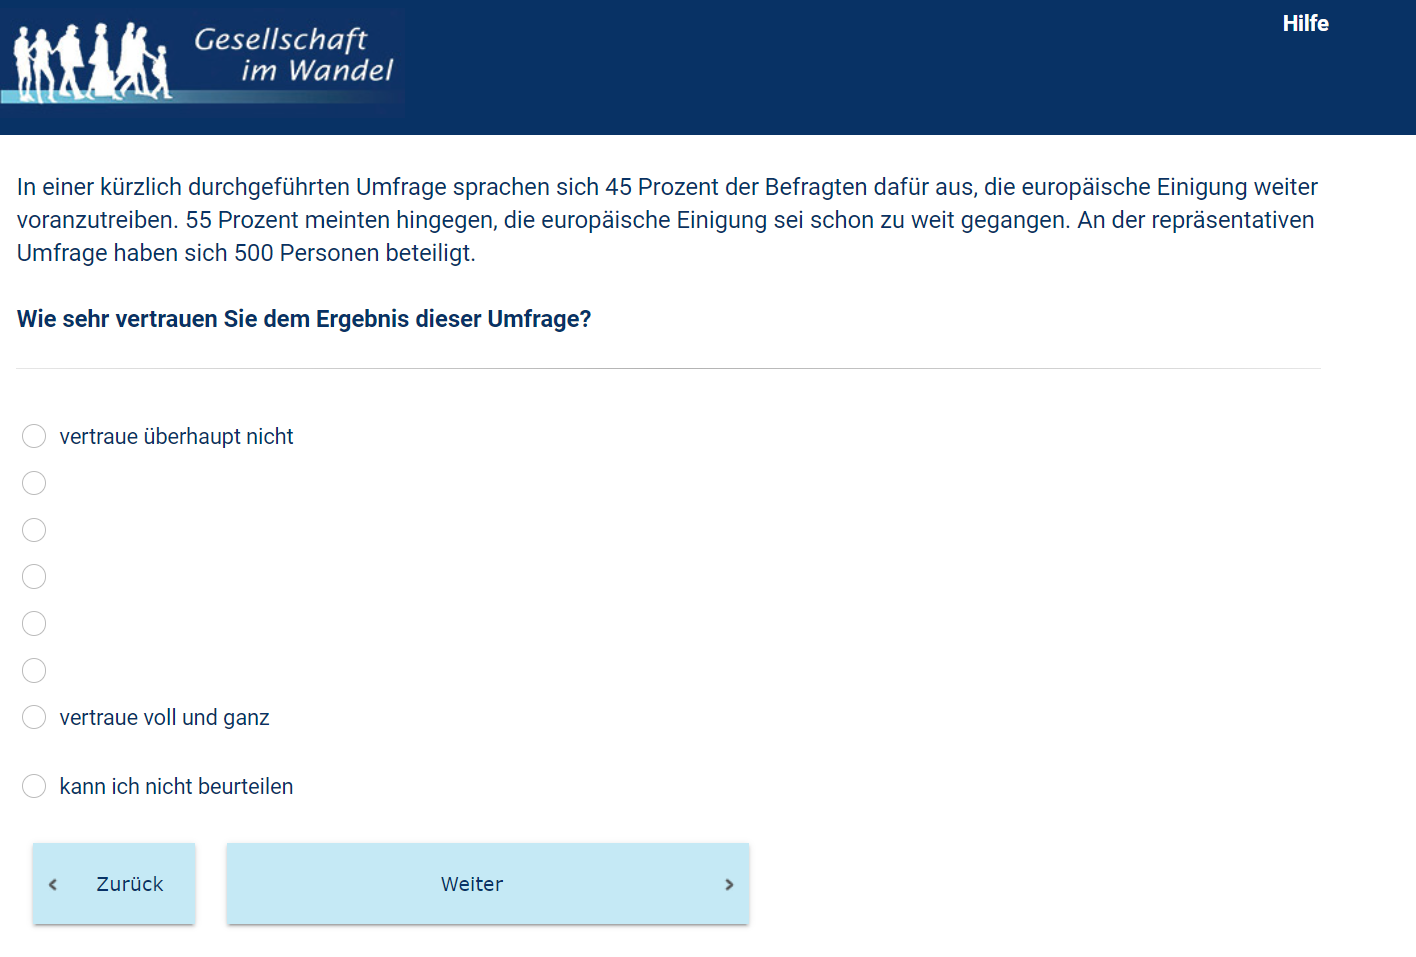 Gesellschaft
im Wandel
Hilfe
In einer kürzlich durchgeführten Umfrage sprachen sich 45 Prozent der Befragten dafür aus, die europäische Einigung weiter
voranzutreiben. 55 Prozent meinten hingegen, die europäische Einigung sei schon zu weit gegangen. An der repräsentativen
Umfrage haben sich 500 Personen beteiligt.
Wie sehr vertrauen Sie dem Ergebnis dieser Umfrage?
vertraue überhaupt nicht
vertraue voll und ganz
kann ich nicht beurteilen
Zurück
Weiter